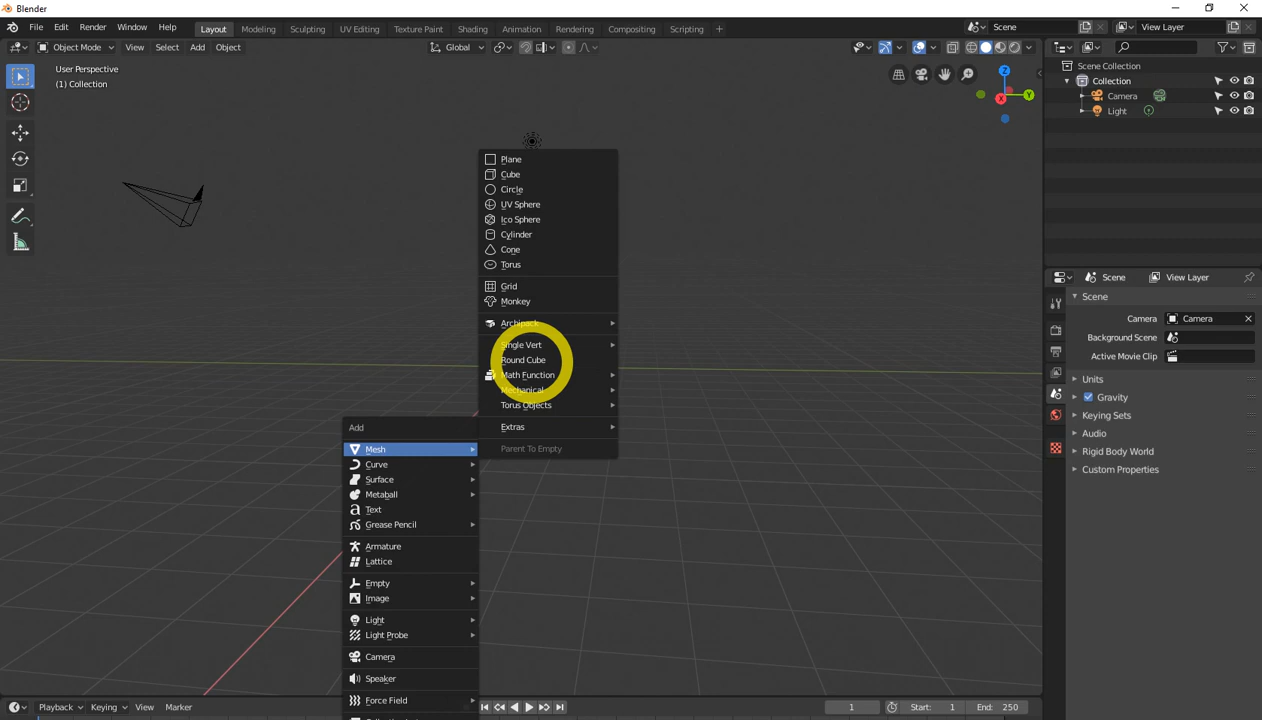 Blender
File Edit Render Window Help Layout Modeling Sculpting UV Editing Texture Paint Shading Animation Rendering Compositing Scripting + Scene View Layer
Object Mode View Select Add Object Global
User Perspective
(1) Collection
Z
Y
X
Scene Collection
Collection
Camera
Light
Plane
Cube
Circle
UV Sphere
Ico Sphere
Cylinder
Cone
Torus
Grid
Monkey
Archipack
Single Vert
Round Cube
Math Function
Mechanical
Torus Objects
Extras
Parent To Empty
Add
Mesh
Curve
Surface
Metaball
Text
Grease Pencil
Armature
Lattice
Empty
Image
Light
Light Probe
Camera
Speaker
Force Field
Scene View Layer
Scene
Camera Camera
Background Scene
Active Movie Clip
Units
Gravity
Keying Sets
Audio
Rigid Body World
Custom Properties
Playback Keying View Marker 1 Start: 1 End: 250